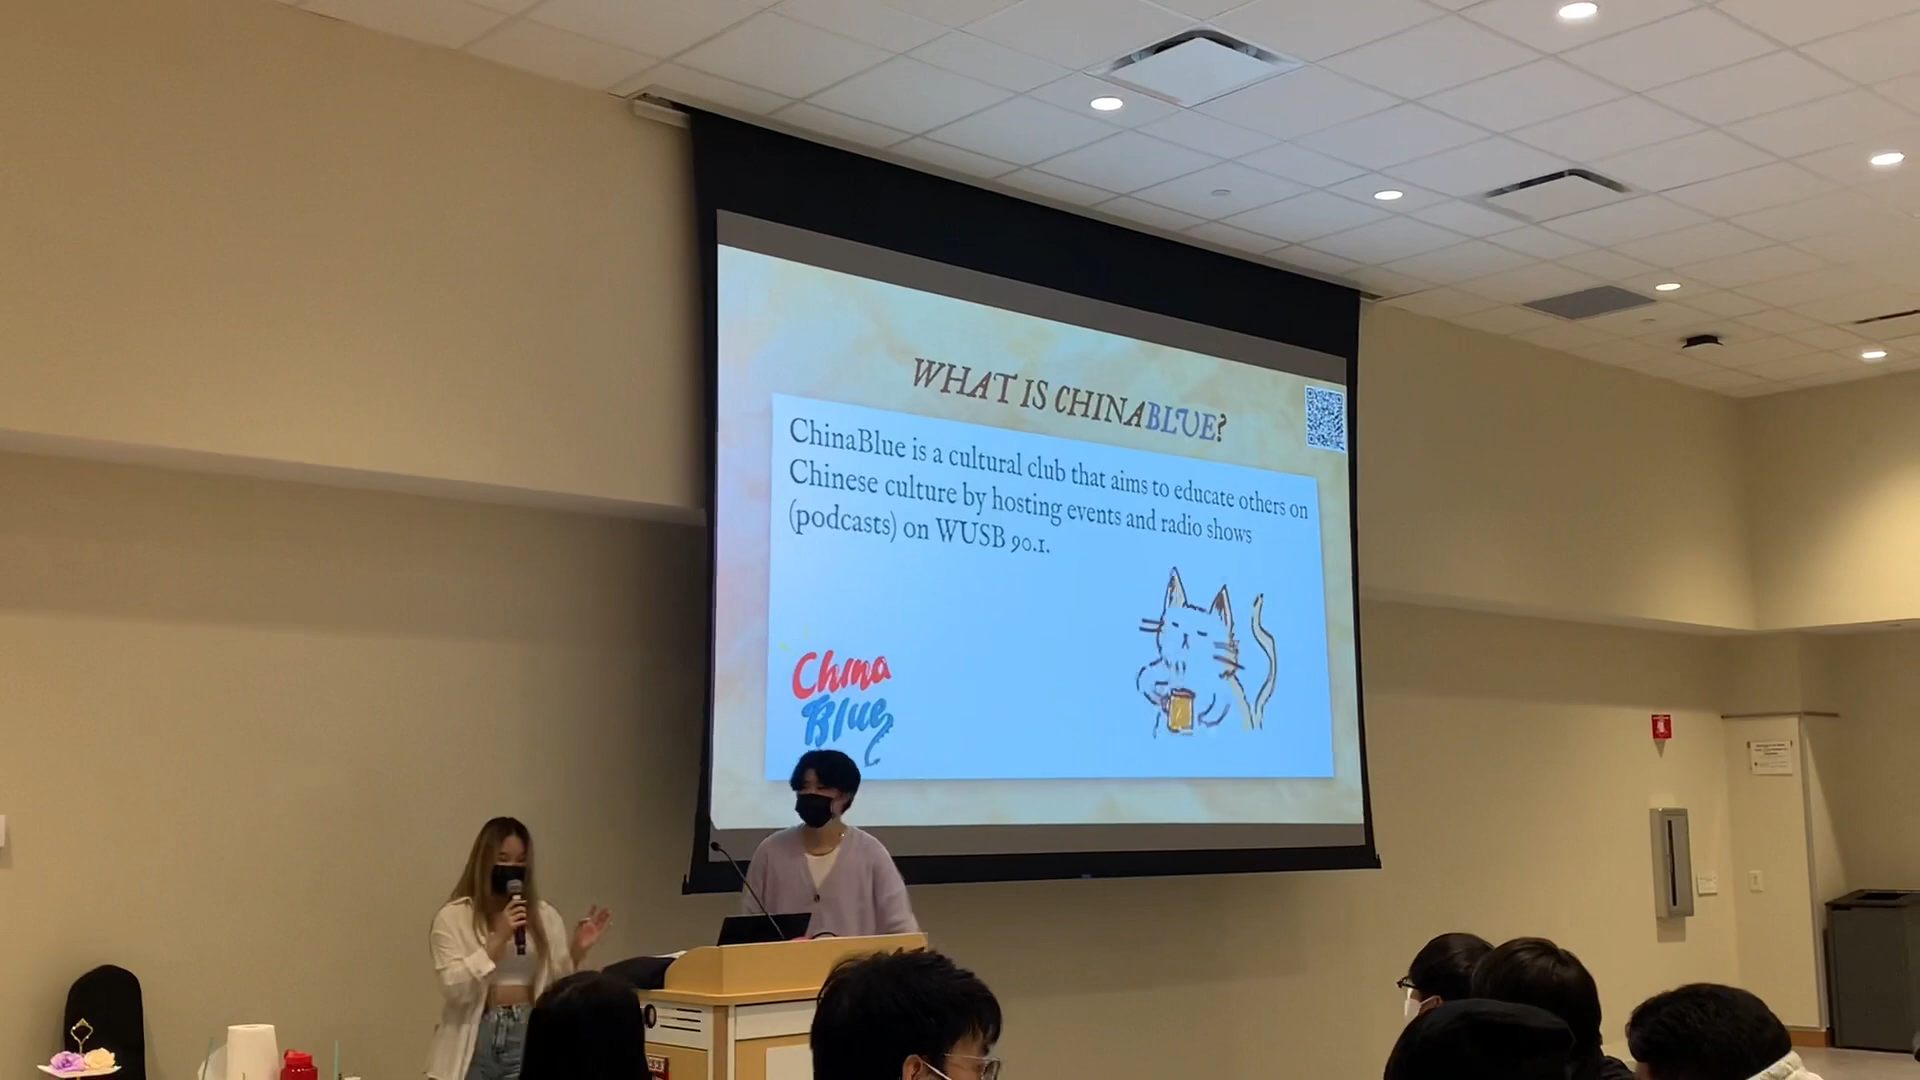 WHAT IS CHINABLUE?
ChinaBlue is a cultural club that aims to educate others on
Chinese culture by hosting events and radio shows
(podcasts) on WUSB 90.1.
China
Blue